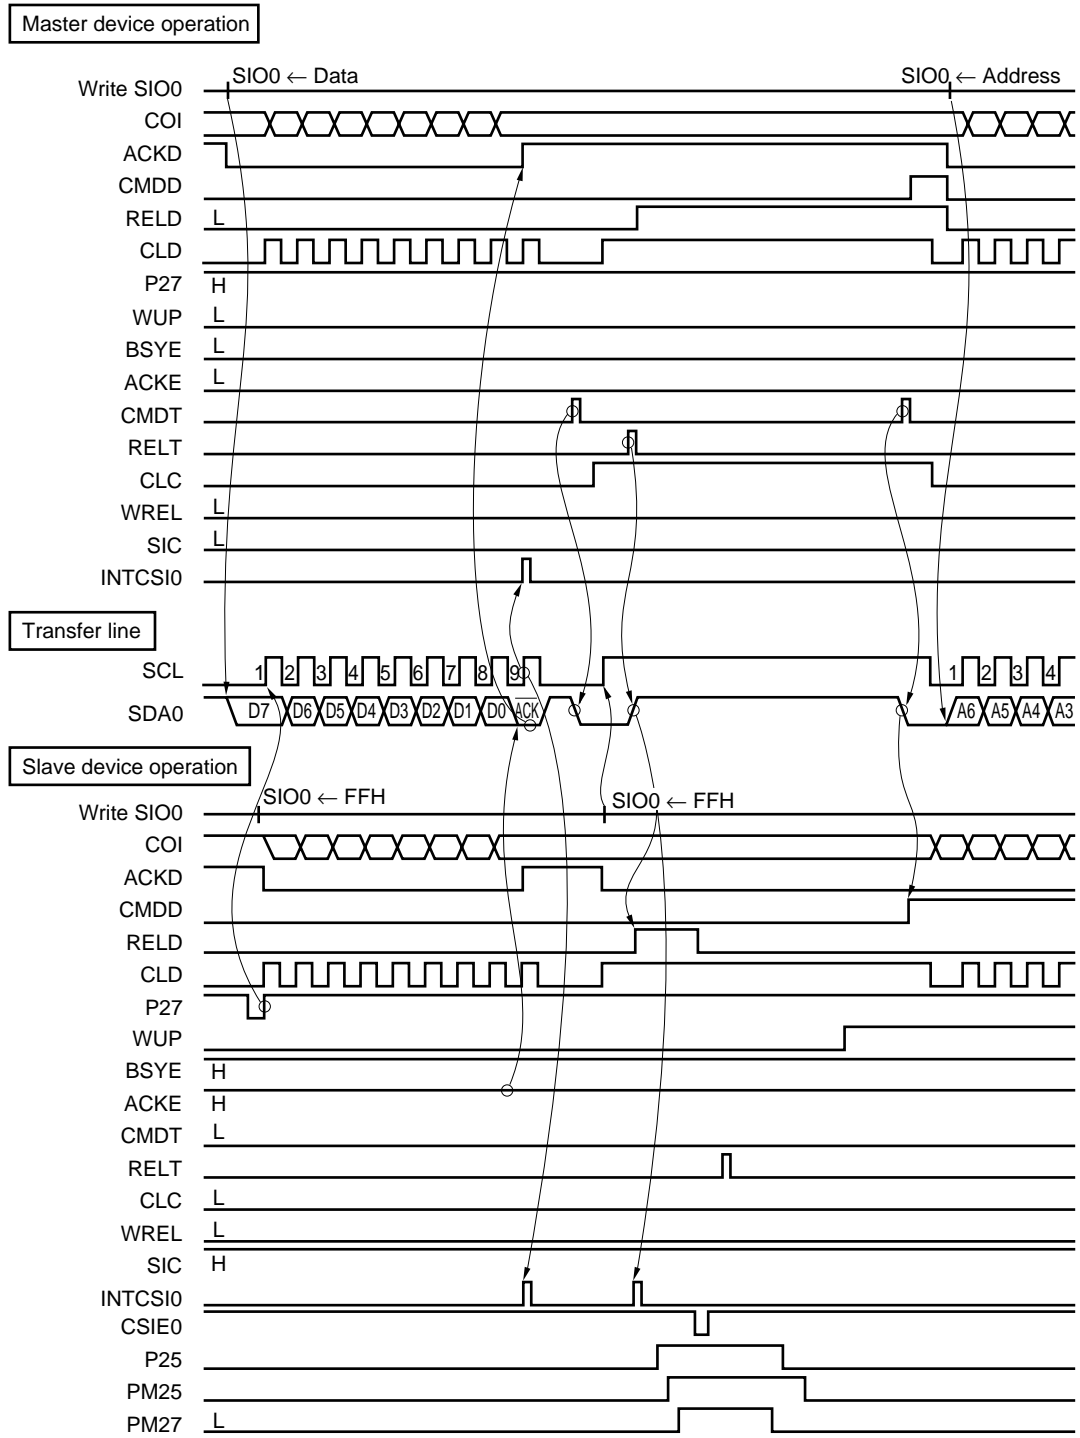 Master device operation
SIO0 ← Data SIO0 ← Address
Write SIO0
COI
ACKD
CMDD
RELD L
CLD
P27 H
WUP L
BSYE L
ACKE L
CMDT
RELT
CLC
WREL L
SIC L
INTCSI0
Transfer line
SCL 1 2 3 4 5 6 7 8 9 1 2 3 4
SDA0 D7 D6 D5 D4 D3 D2 D1 D0 A̅C̅K̅ A6 A5 A4 A3
Slave device operation
SIO0 ← FFH SIO0 ← FFH
Write SIO0
COI
ACKD
CMDD
RELD
CLD
P27
WUP
BSYE H
ACKE H
CMDT L
RELT
CLC L
WREL L
SIC H
INTCSI0
CSIE0
P25
PM25
PM27 L